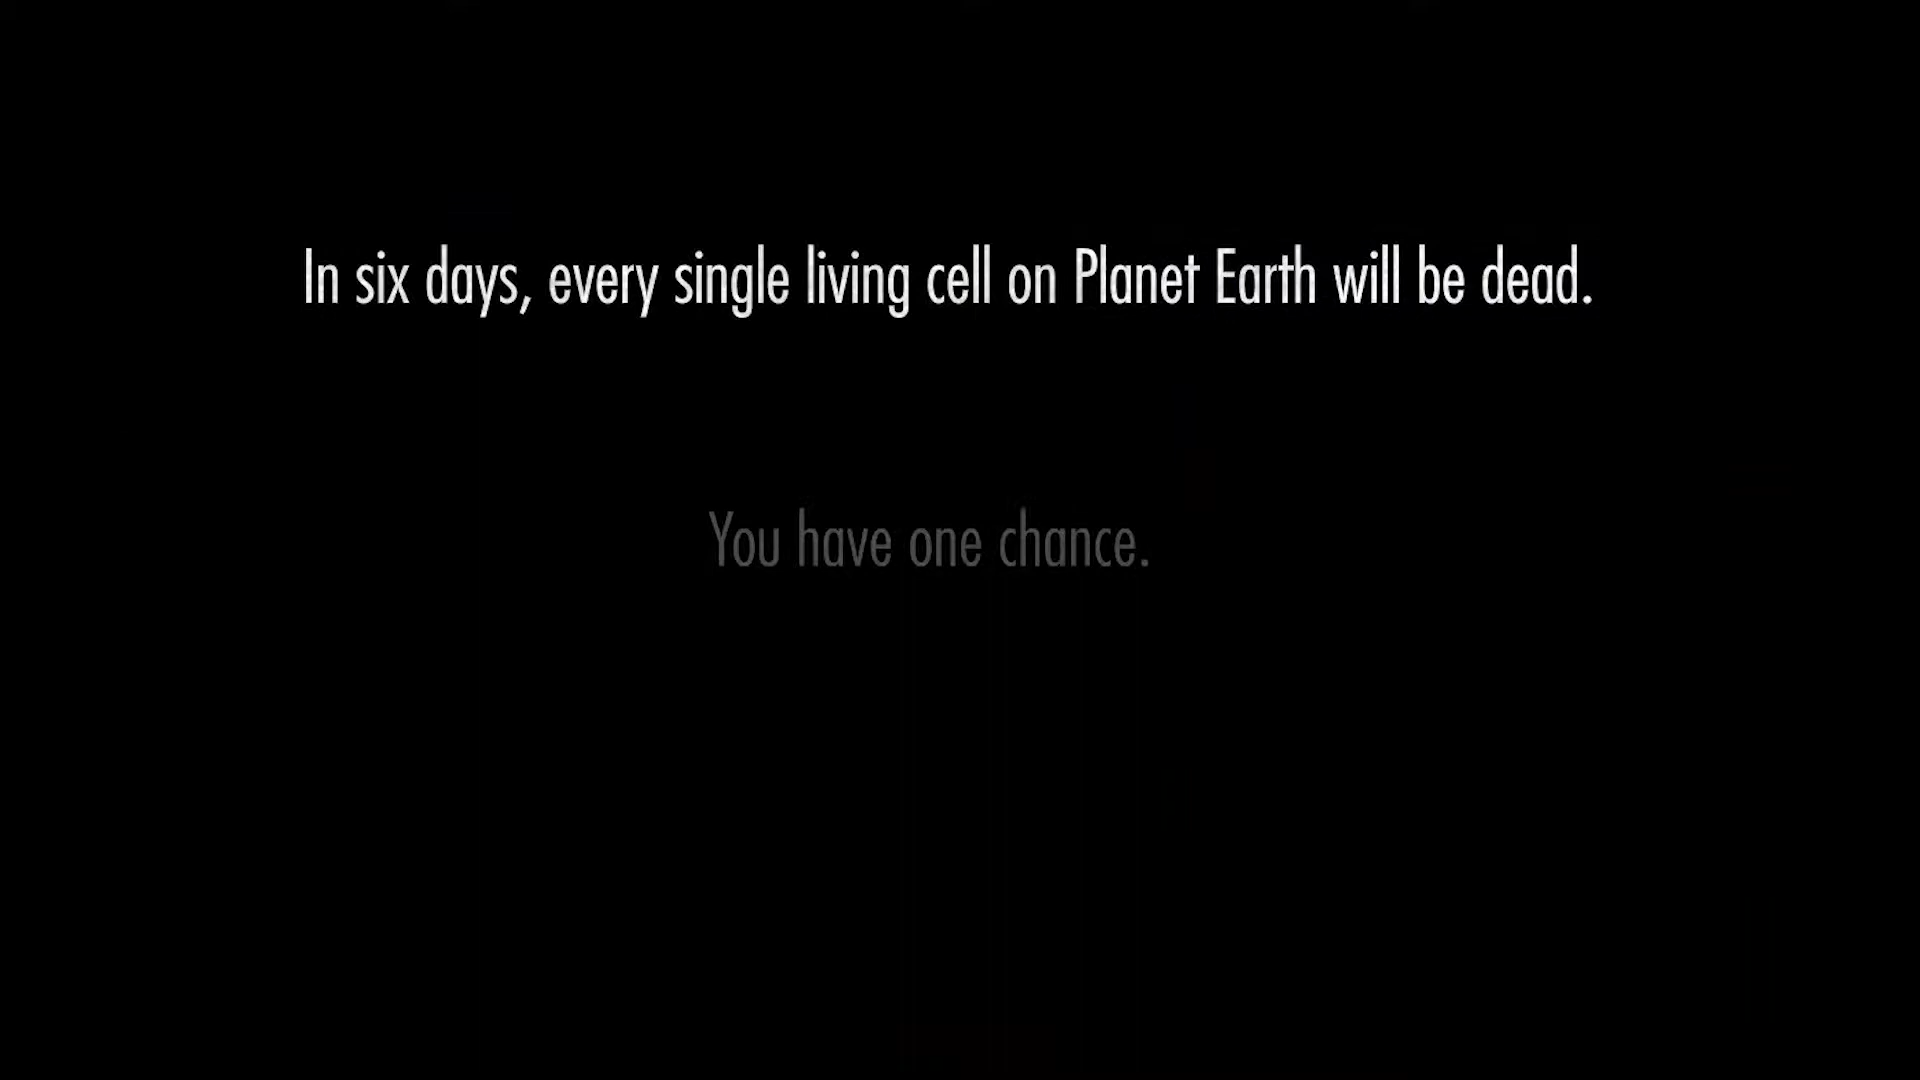 In six days, every single living cell on Planet Earth will be dead.
You have one chance.